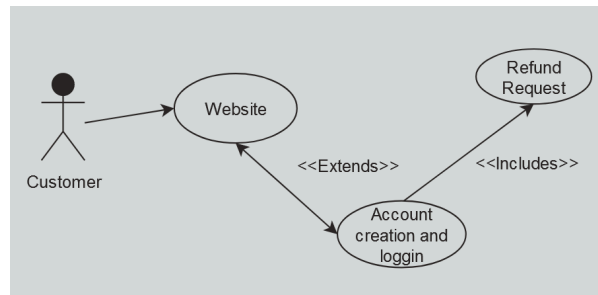 Refund
Request
Website
<<Extends>>
<<Includes>>
Customer
Account
creation and
loggin